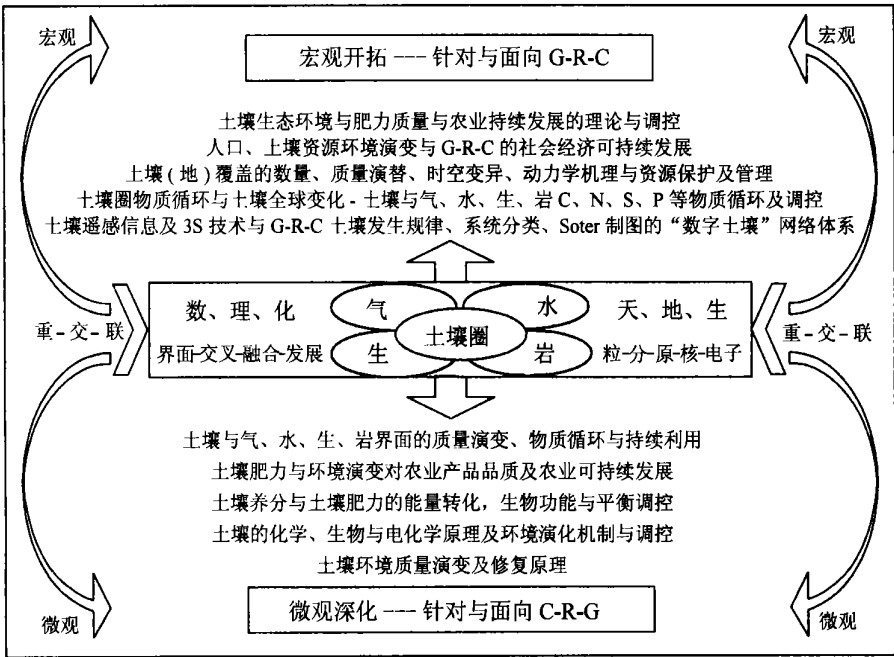 宏观
宏观
宏观开拓 --- 针对与面向 G-R-C
土壤生态环境与肥力质量与农业持续发展的理论与调控
人口、土壤资源环境演变与 G-R-C 的社会经济可持续发展
土壤(地)覆盖的数量、质量演替、时空变异、动力学机理与资源保护及管理
土壤圈物质循环与土壤全球变化 - 土壤与气、水、生、岩 C、N、S、P 等物质循环及调控
土壤遥感信息及 3S 技术与 G-R-C 土壤发生规律、系统分类、Soter 制图的“数字土壤”网络体系
数、理、化
气
水
天、地、生
重-交-联
土壤圈
重-交-联
界面-交叉-融合-发展
生
岩
粒-分-原-核-电子
土壤与气、水、生、岩界面的质量演变、物质循环与持续利用
土壤肥力与环境演变对农业产品品质及农业可持续发展
土壤养分与土壤肥力的能量转化，生物功能与平衡调控
土壤的化学、生物与电化学原理及环境演化机制与调控
土壤环境质量演变及修复原理
微观深化 --- 针对与面向 C-R-G
微观
微观